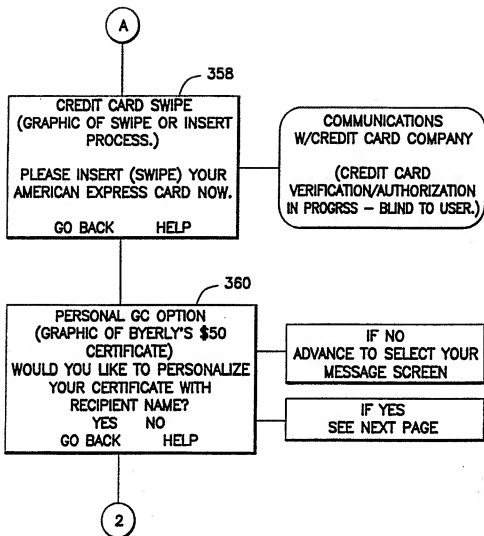 A
358
CREDIT CARD SWIPE
(GRAPHIC OF SWIPE OR INSERT
PROCESS.)
PLEASE INSERT (SWIPE) YOUR
AMERICAN EXPRESS CARD NOW.
GO BACK HELP
COMMUNICATIONS
W/CREDIT CARD COMPANY
(CREDIT CARD
VERIFICATION/AUTHORIZATION
IN PROGRSS – BLIND TO USER.)
360
PERSONAL GC OPTION
(GRAPHIC OF BYERLY'S $50
CERTIFICATE)
WOULD YOU LIKE TO PERSONALIZE
YOUR CERTIFICATE WITH
RECIPIENT NAME?
YES NO
GO BACK HELP
IF NO
ADVANCE TO SELECT YOUR
MESSAGE SCREEN
IF YES
SEE NEXT PAGE
2